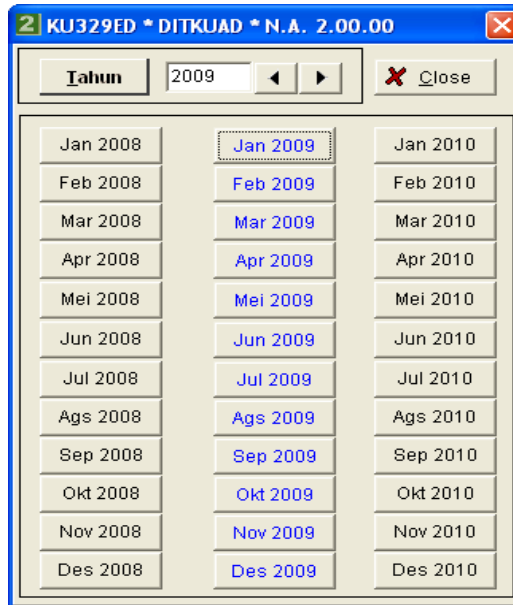 2 KU329ED * DITKUAD * N.A. 2.00.00
Tahun 2009 Close
Jan 2008 Jan 2009 Jan 2010
Feb 2008 Feb 2009 Feb 2010
Mar 2008 Mar 2009 Mar 2010
Apr 2008 Apr 2009 Apr 2010
Mei 2008 Mei 2009 Mei 2010
Jun 2008 Jun 2009 Jun 2010
Jul 2008 Jul 2009 Jul 2010
Ags 2008 Ags 2009 Ags 2010
Sep 2008 Sep 2009 Sep 2010
Okt 2008 Okt 2009 Okt 2010
Nov 2008 Nov 2009 Nov 2010
Des 2008 Des 2009 Des 2010